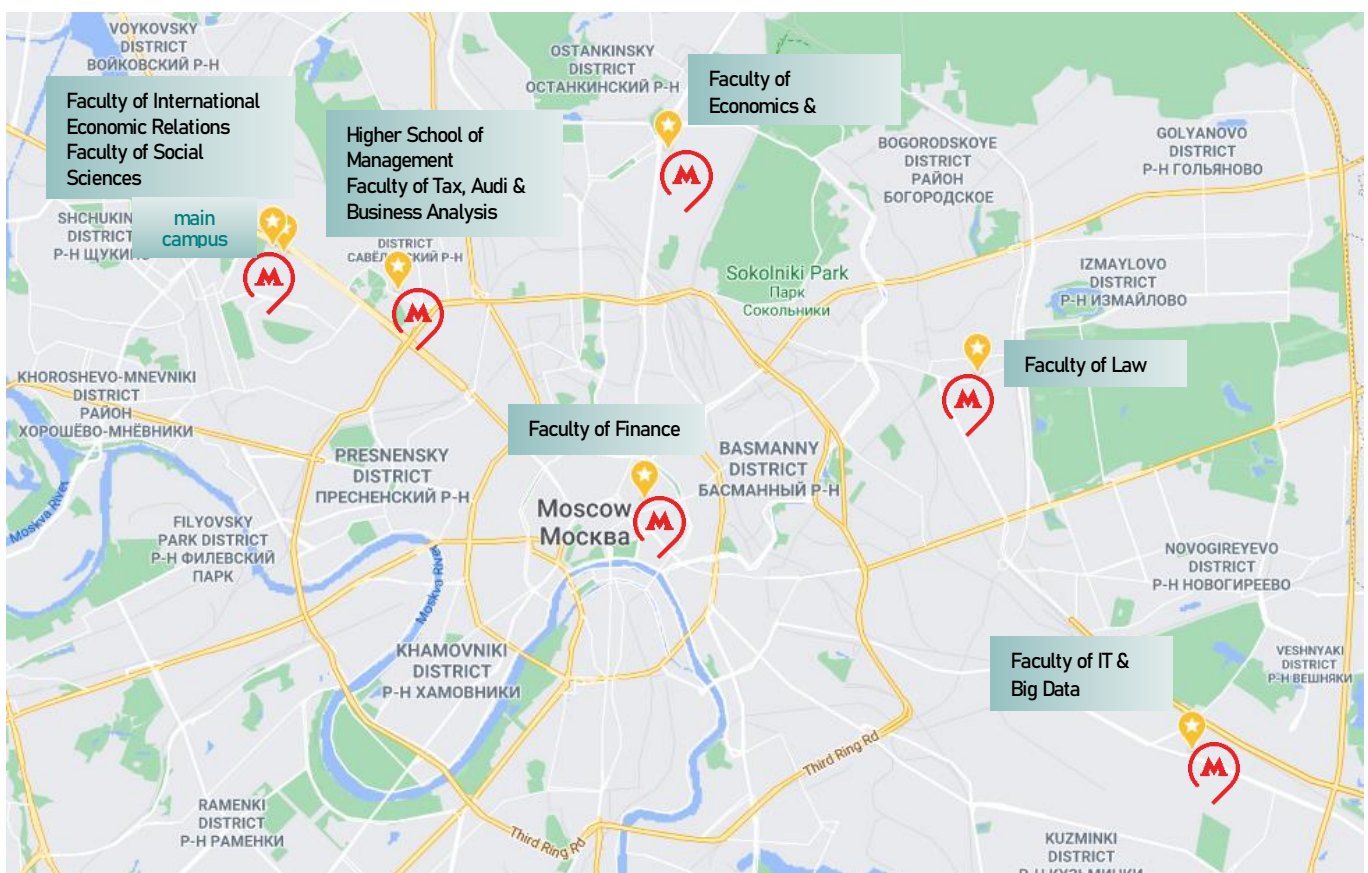 VOYKOVSKY
DISTRICT
ВОЙКОВСКИЙ Р-Н
OSTANKINSKY
DISTRICT
ОСТАНКИНСКИЙ Р-Н
Faculty of
Economics &
Faculty of International
Economic Relations
Faculty of Social
Sciences
Higher School of
Management
Faculty of Tax, Audi &
Business Analysis
BOGORODSKOYE
DISTRICT
РАЙОН
БОГОРОДСКОЕ
GOLYANOVO
DISTRICT
Р-Н ГОЛЬЯНОВО
DISTRICT
Р-Н
main
campus
DISTRICT
Р-Н
Sokolniki Park
Парк
Сокольники
IZMAYLOVO
DISTRICT
Р-Н ИЗМАЙЛОВО
Faculty of Law
KHOROSHEVO-MNEVNIKI
DISTRICT
РАЙОН
ХОРОШЁВО-МНЁВНИКИ
Faculty of Finance
PRESNENSKY
DISTRICT
ПРЕСНЕНСКИЙ Р-Н
BASMANNY
DISTRICT
БАСМАННЫЙ Р-Н
Moskva River
FILYOVSKY
PARK DISTRICT
Р-Н ФИЛЕВСКИЙ
ПАРК
Moscow
Москва
Moskva River
NOVOGIREYEVO
DISTRICT
Р-Н НОВОГИРЕЕВО
KHAMOVNIKI
DISTRICT
Р-Н ХАМОВНИКИ
Faculty of IT &
Big Data
VESHNYAKI
DISTRICT
Р-Н ВЕШНЯКИ
Third Ring Rd
RAMENKI
DISTRICT
Р-Н РАМЕНКИ
Third Ring Rd
KUZMINKI
DISTRICT
Р-Н КУЗЬМИНКИ